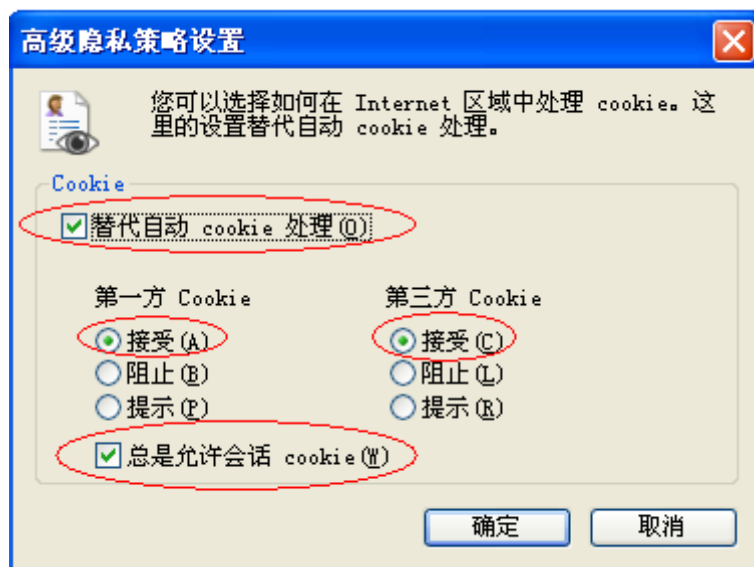 高级隐私策略设置
您可以选择如何在 Internet 区域中处理 cookie。这
里的设置替代自动 cookie 处理。
Cookie
替代自动 cookie 处理(O)
第一方 Cookie
第三方 Cookie
接受(A)
接受(C)
阻止(B)
阻止(L)
提示(P)
提示(R)
总是允许会话 cookie(W)
确定
取消